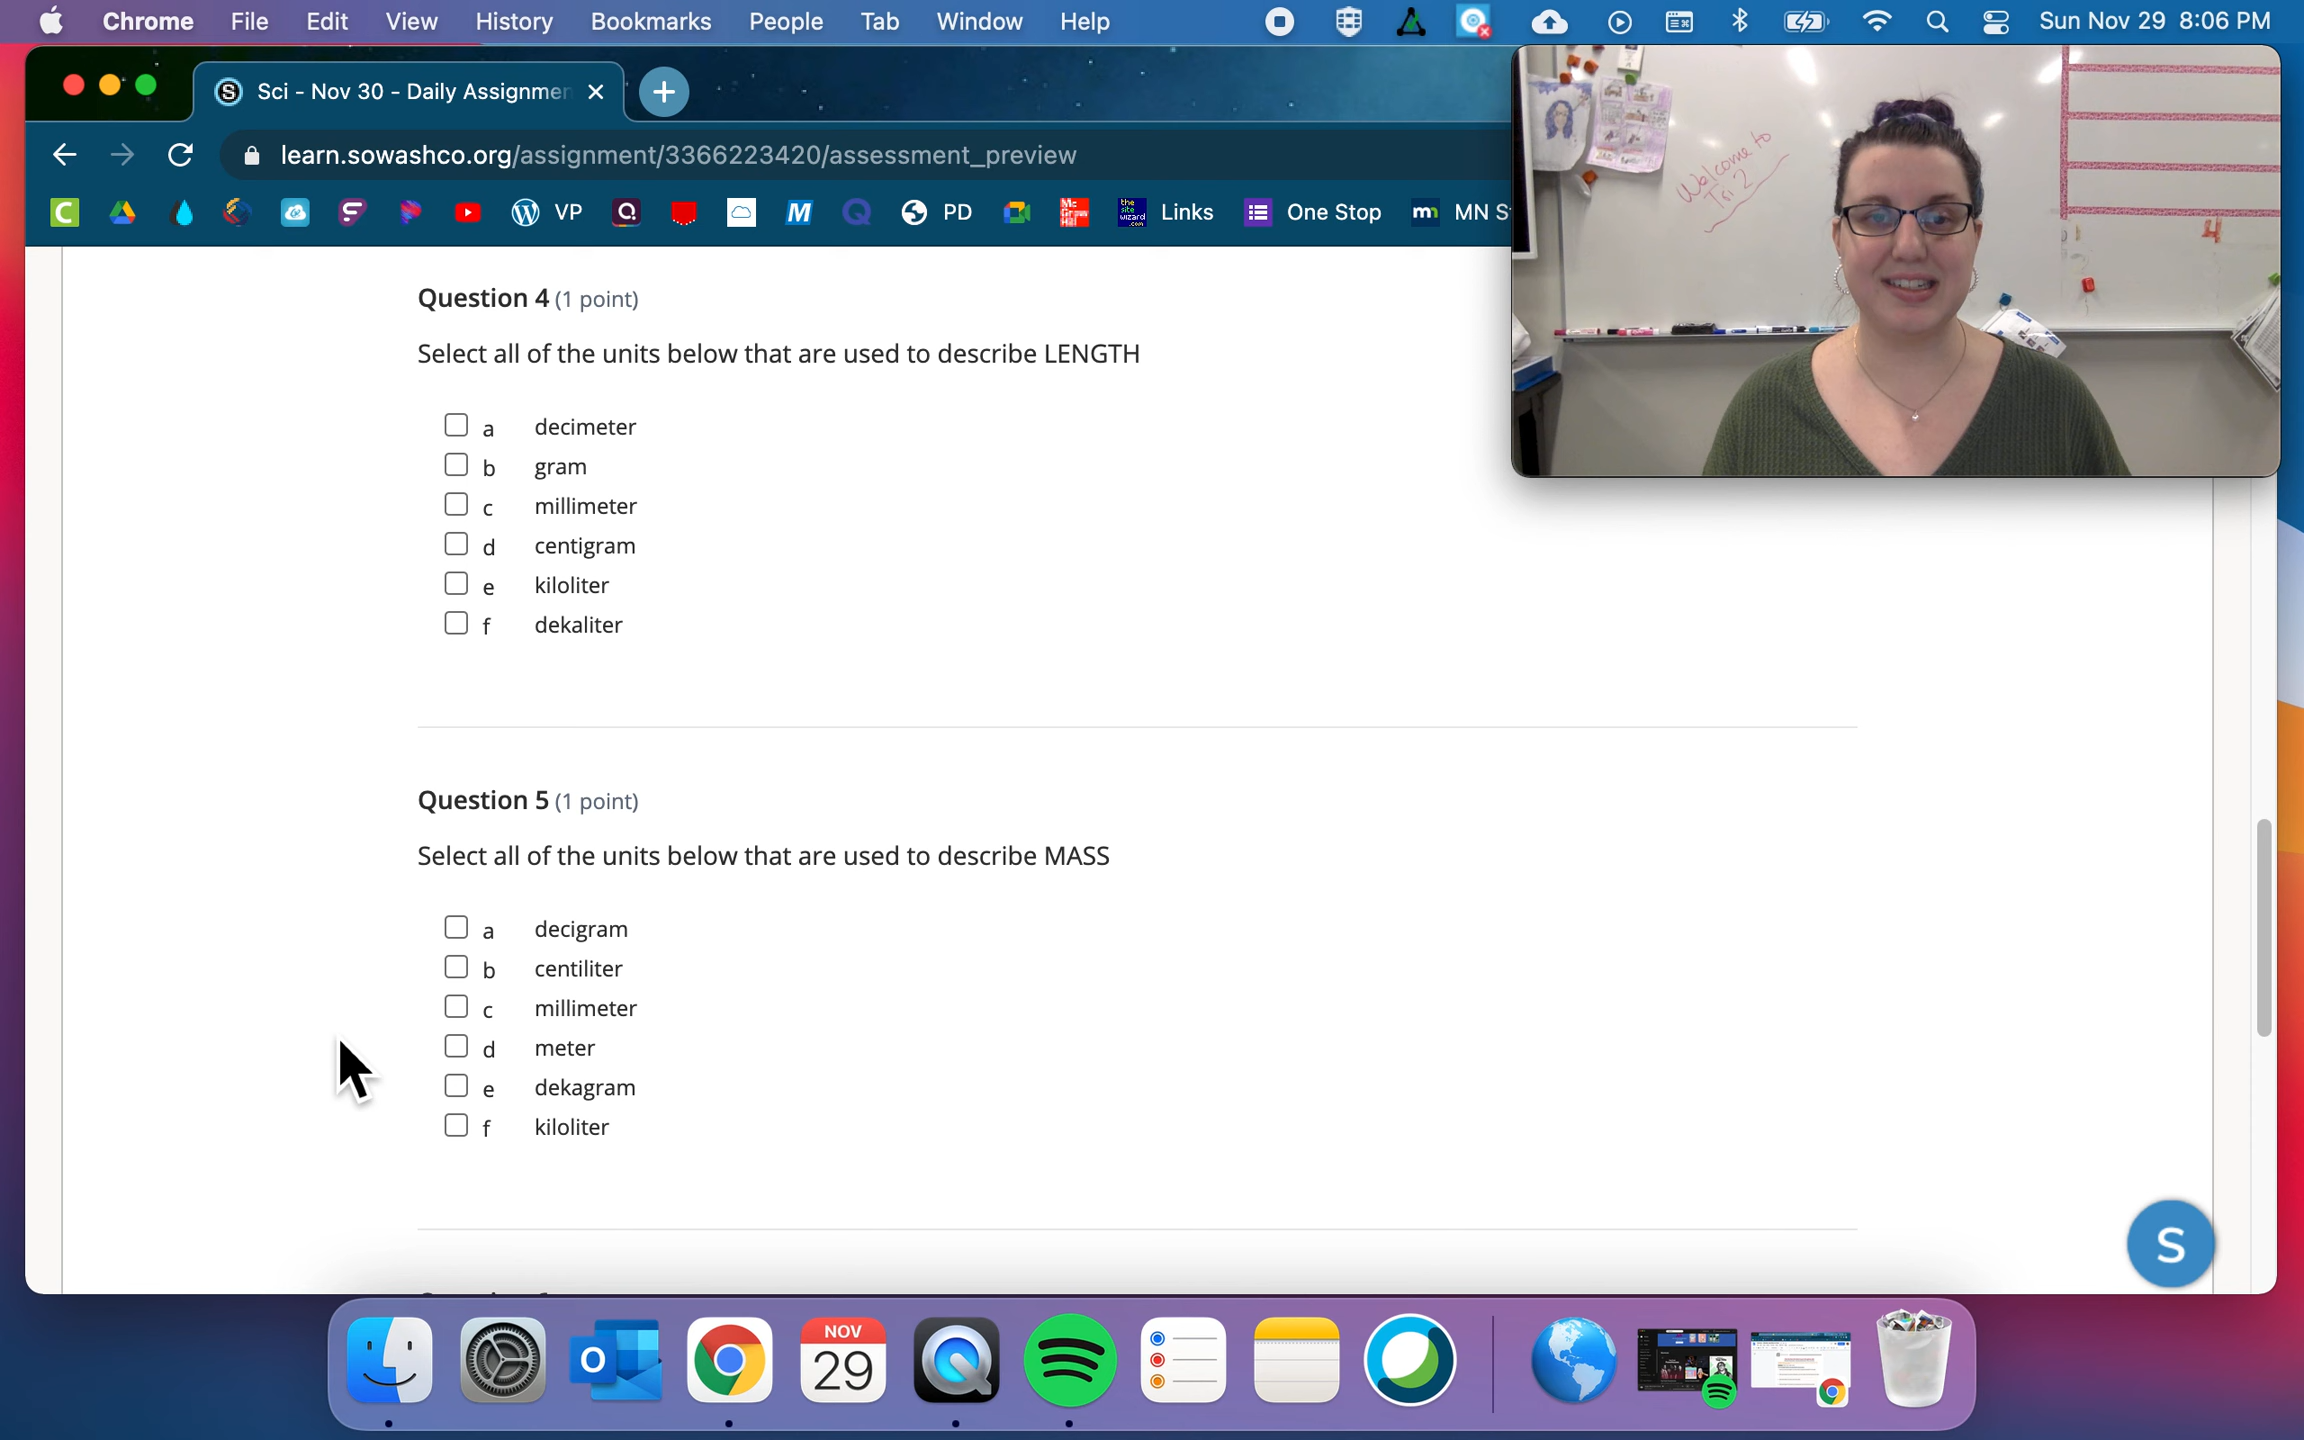 Chrome File Edit View History Bookmarks People Tab Window Help Sun Nov 29 8:06 PM
Sci - Nov 30 - Daily Assignmen
learn.sowashco.org/assignment/3366223420/assessment_preview
VP PD Links One Stop MN S
Welcome to
Tri 2
4
Question 4 (1 point)
Select all of the units below that are used to describe LENGTH
a decimeter
b gram
c millimeter
d centigram
e kiloliter
f dekaliter
Question 5 (1 point)
Select all of the units below that are used to describe MASS
a decigram
b centiliter
c millimeter
d meter
e dekagram
f kiloliter
S
NOV
29